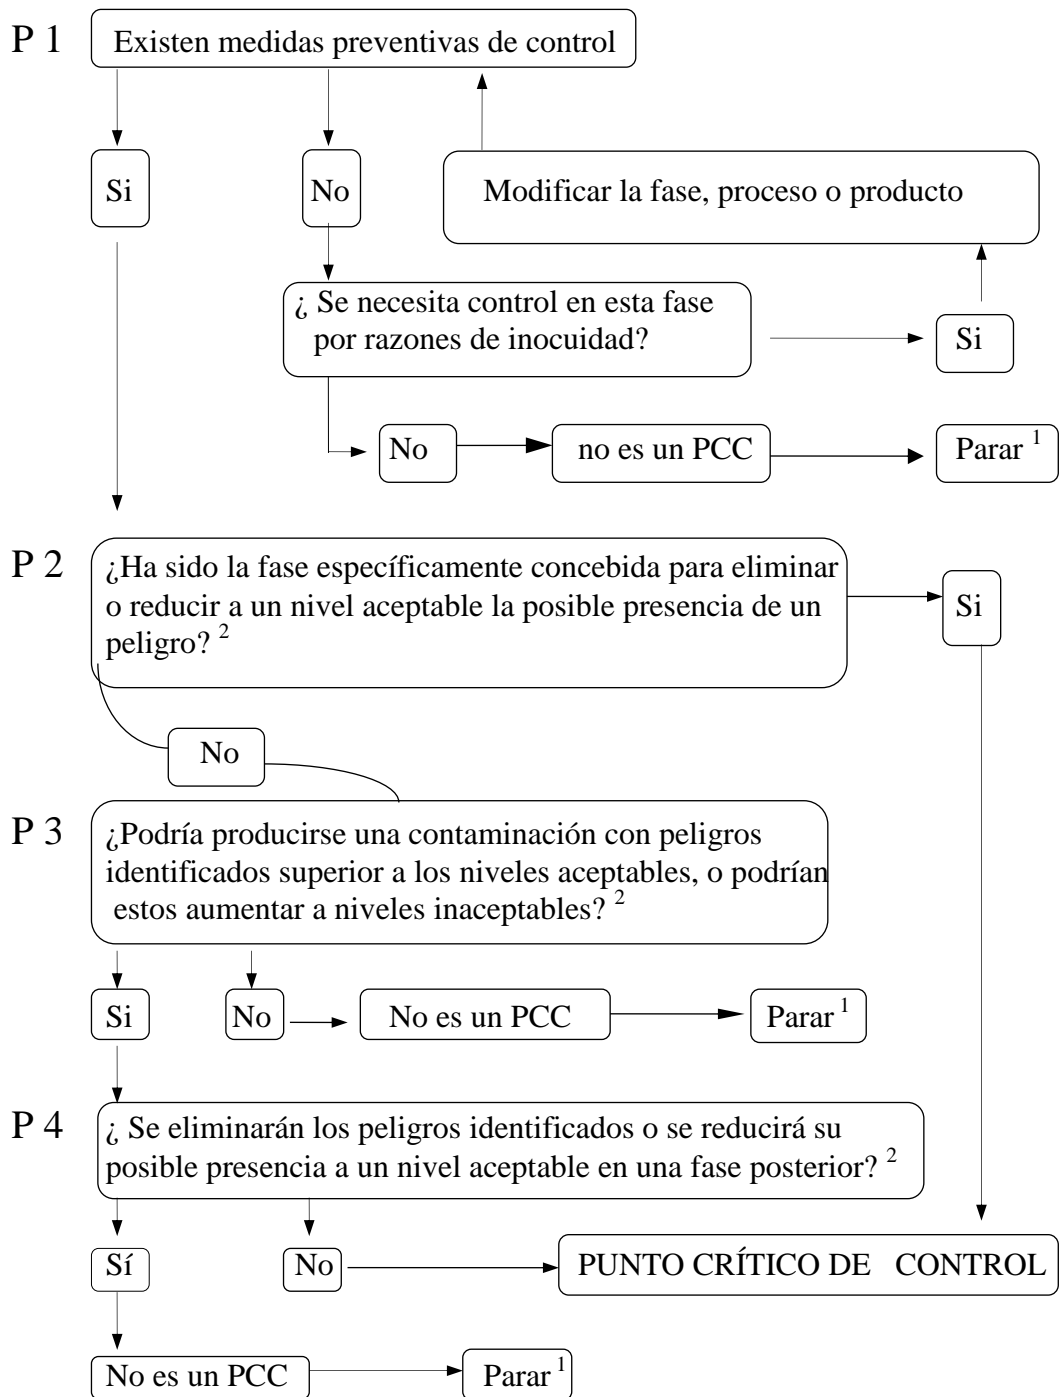 P 1
Existen medidas preventivas de control
Si
No
Modificar la fase, proceso o producto
¿ Se necesita control en esta fase
por razones de inocuidad?
Si
No
no es un PCC
Parar 1
P 2
¿Ha sido la fase específicamente concebida para eliminar
o reducir a un nivel aceptable la posible presencia de un
peligro? 2
Si
No
P 3
¿Podría producirse una contaminación con peligros
identificados superior a los niveles aceptables, o podrían
estos aumentar a niveles inaceptables? 2
Si
No
No es un PCC
Parar 1
P 4
¿ Se eliminarán los peligros identificados o se reducirá su
posible presencia a un nivel aceptable en una fase posterior? 2
Sí
No
PUNTO CRÍTICO DE CONTROL
No es un PCC
Parar 1